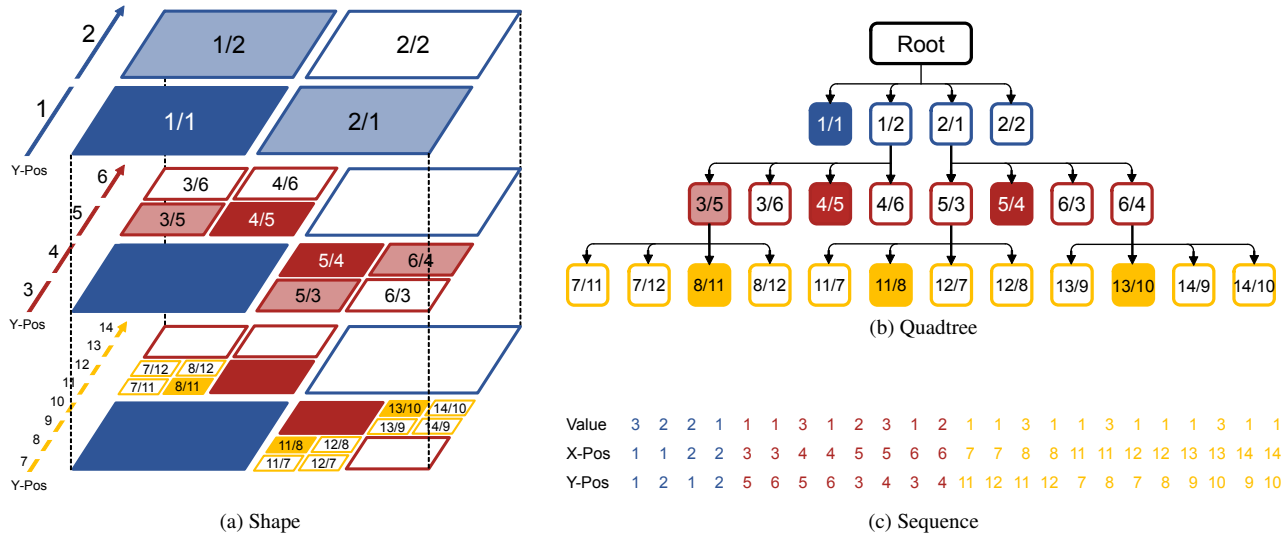 2
1
Y-Pos
1/2
2/2
1/1
2/1
6
5
4
3
Y-Pos
3/6
4/6
3/5
4/5
5/4
6/4
5/3
6/3
14
13
12
11
10
9
8
7
Y-Pos
7/12
8/12
7/11
8/11
13/10
14/10
13/9
14/9
11/8
12/8
11/7
12/7
(a) Shape
Root
1/1 1/2 2/1 2/2
3/5 3/6 4/5 4/6 5/3 5/4 6/3 6/4
7/11 7/12 8/11 8/12 11/7 11/8 12/7 12/8 13/9 13/10 14/9 14/10
(b) Quadtree
Value 3 2 2 1 1 1 3 1 2 3 1 2 1 1 3 1 1 3 1 1 1 3 1 1
X-Pos 1 1 2 2 3 3 4 4 5 5 6 6 7 7 8 8 11 11 12 12 13 13 14 14
Y-Pos 1 2 1 2 5 6 5 6 3 4 3 4 11 12 11 12 7 8 7 8 9 10 9 10
(c) Sequence